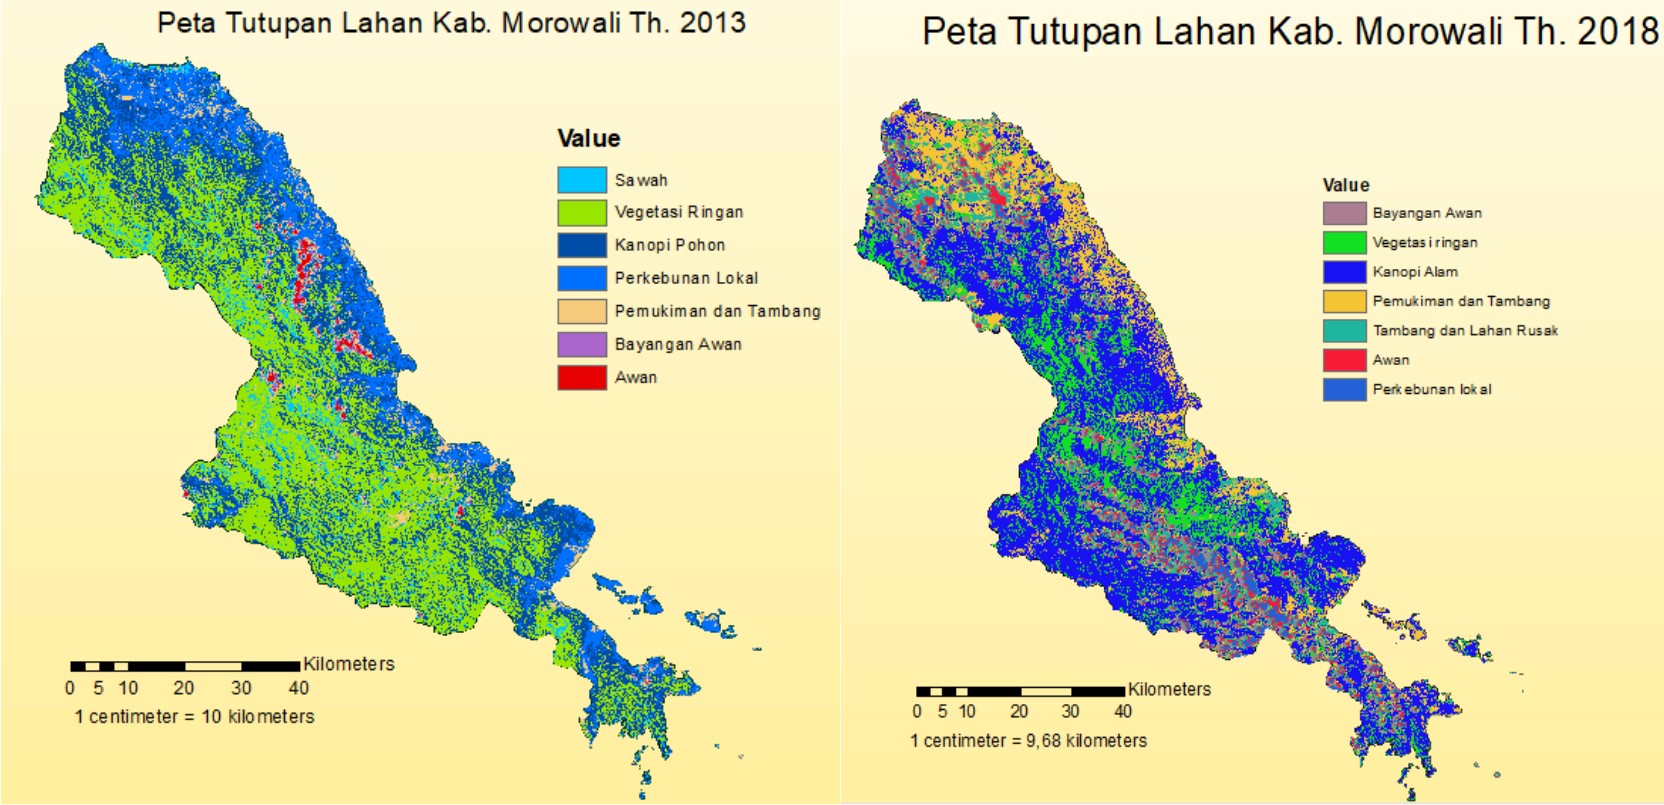 Peta Tutupan Lahan Kab. Morowali Th. 2013
Value
Sawah
Vegetasi Ringan
Kanopi Pohon
Perkebunan Lokal
Pemukiman dan Tambang
Bayangan Awan
Awan
Kilometers
0 5 10 20 30 40
1 centimeter = 10 kilometers
Peta Tutupan Lahan Kab. Morowali Th. 2018
Value
Bayangan Awan
Vegetasi ringan
Kanopi Alam
Pemukiman dan Tambang
Tambang dan Lahan Rusak
Awan
Perkebunan lokal
Kilometers
0 5 10 20 30 40
1 centimeter = 9,68 kilometers